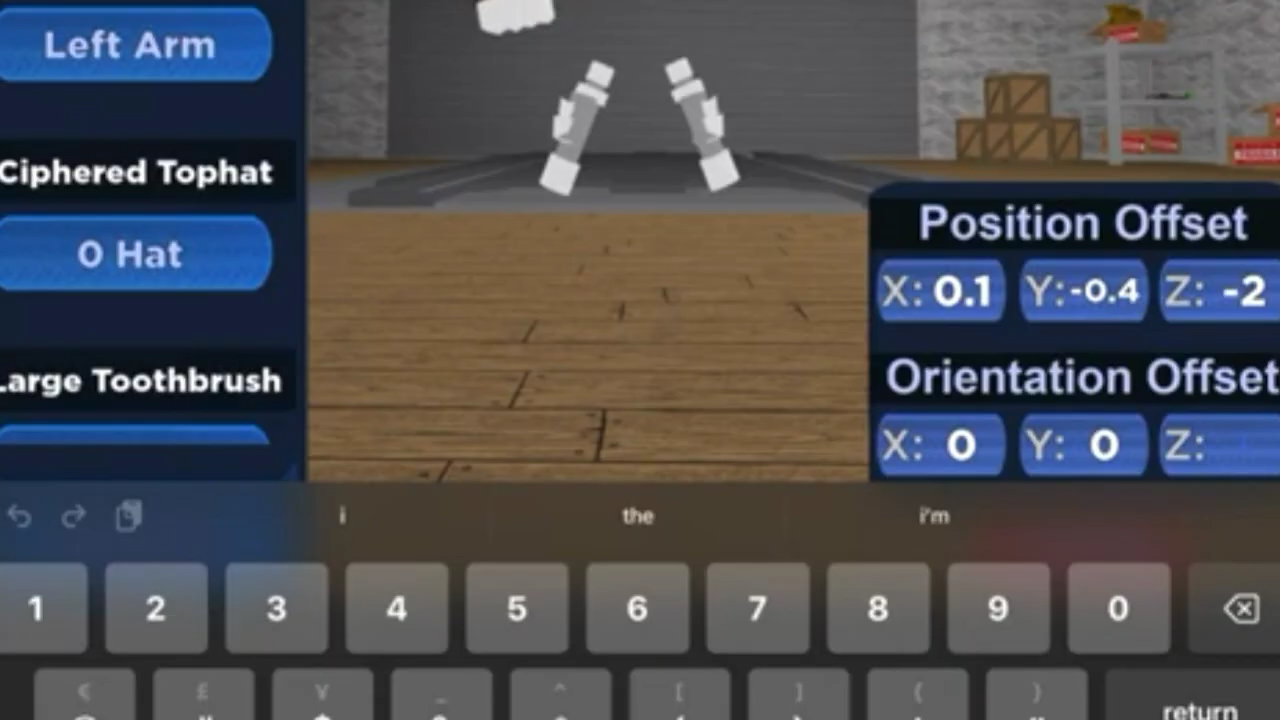 Left Arm
Ciphered Tophat
0 Hat
Large Toothbrush
Position Offset
X: 0.1 Y: -0.4 Z: -2
Orientation Offset
X: 0 Y: 0 Z:
i the i'm
1 2 3 4 5 6 7 8 9 0
€ £ ¥ _ ^ [ ] { }
return